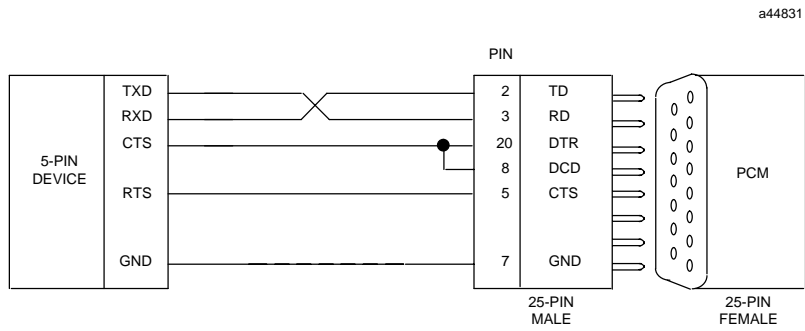 a44831
PIN
TXD 2 TD
RXD 3 RD
CTS 20 DTR
5-PIN
DEVICE
8 DCD
PCM
RTS 5 CTS
GND 7 GND
25-PIN
MALE
25-PIN
FEMALE